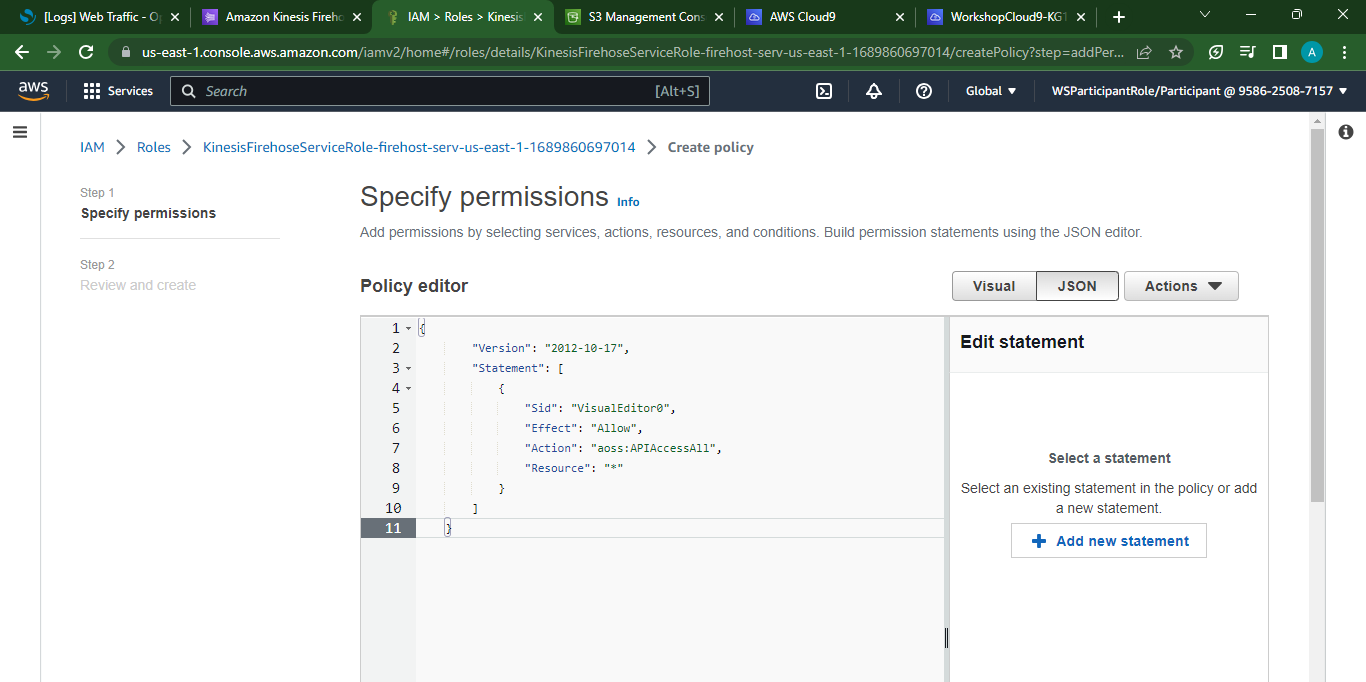 [Logs] Web Traffic - O
Amazon Kinesis Fireho
IAM > Roles > Kinesis
S3 Management Cons
AWS Cloud9
WorkshopCloud9-KG1
us-east-1.console.aws.amazon.com/iamv2/home#/roles/details/KinesisFirehoseServiceRole-firehost-serv-us-east-1-1689860697014/createPolicy?step=addPer...
A
aws
Services
Search
[Alt+S]
Global
WSParticipantRole/Participant @ 9586-2508-7157
IAM > Roles > KinesisFirehoseServiceRole-firehost-serv-us-east-1-1689860697014 > Create policy
Step 1
Specify permissions
Step 2
Review and create
Specify permissions Info
Add permissions by selecting services, actions, resources, and conditions. Build permission statements using the JSON editor.
Policy editor
Visual
JSON
Actions
1 {
2 "Version": "2012-10-17",
3 "Statement": [
4 {
5 "Sid": "VisualEditor0",
6 "Effect": "Allow",
7 "Action": "aoss:APIAccessAll",
8 "Resource": "*"
9 }
10 ]
11 }
Edit statement
Select a statement
Select an existing statement in the policy or add
a new statement.
+ Add new statement